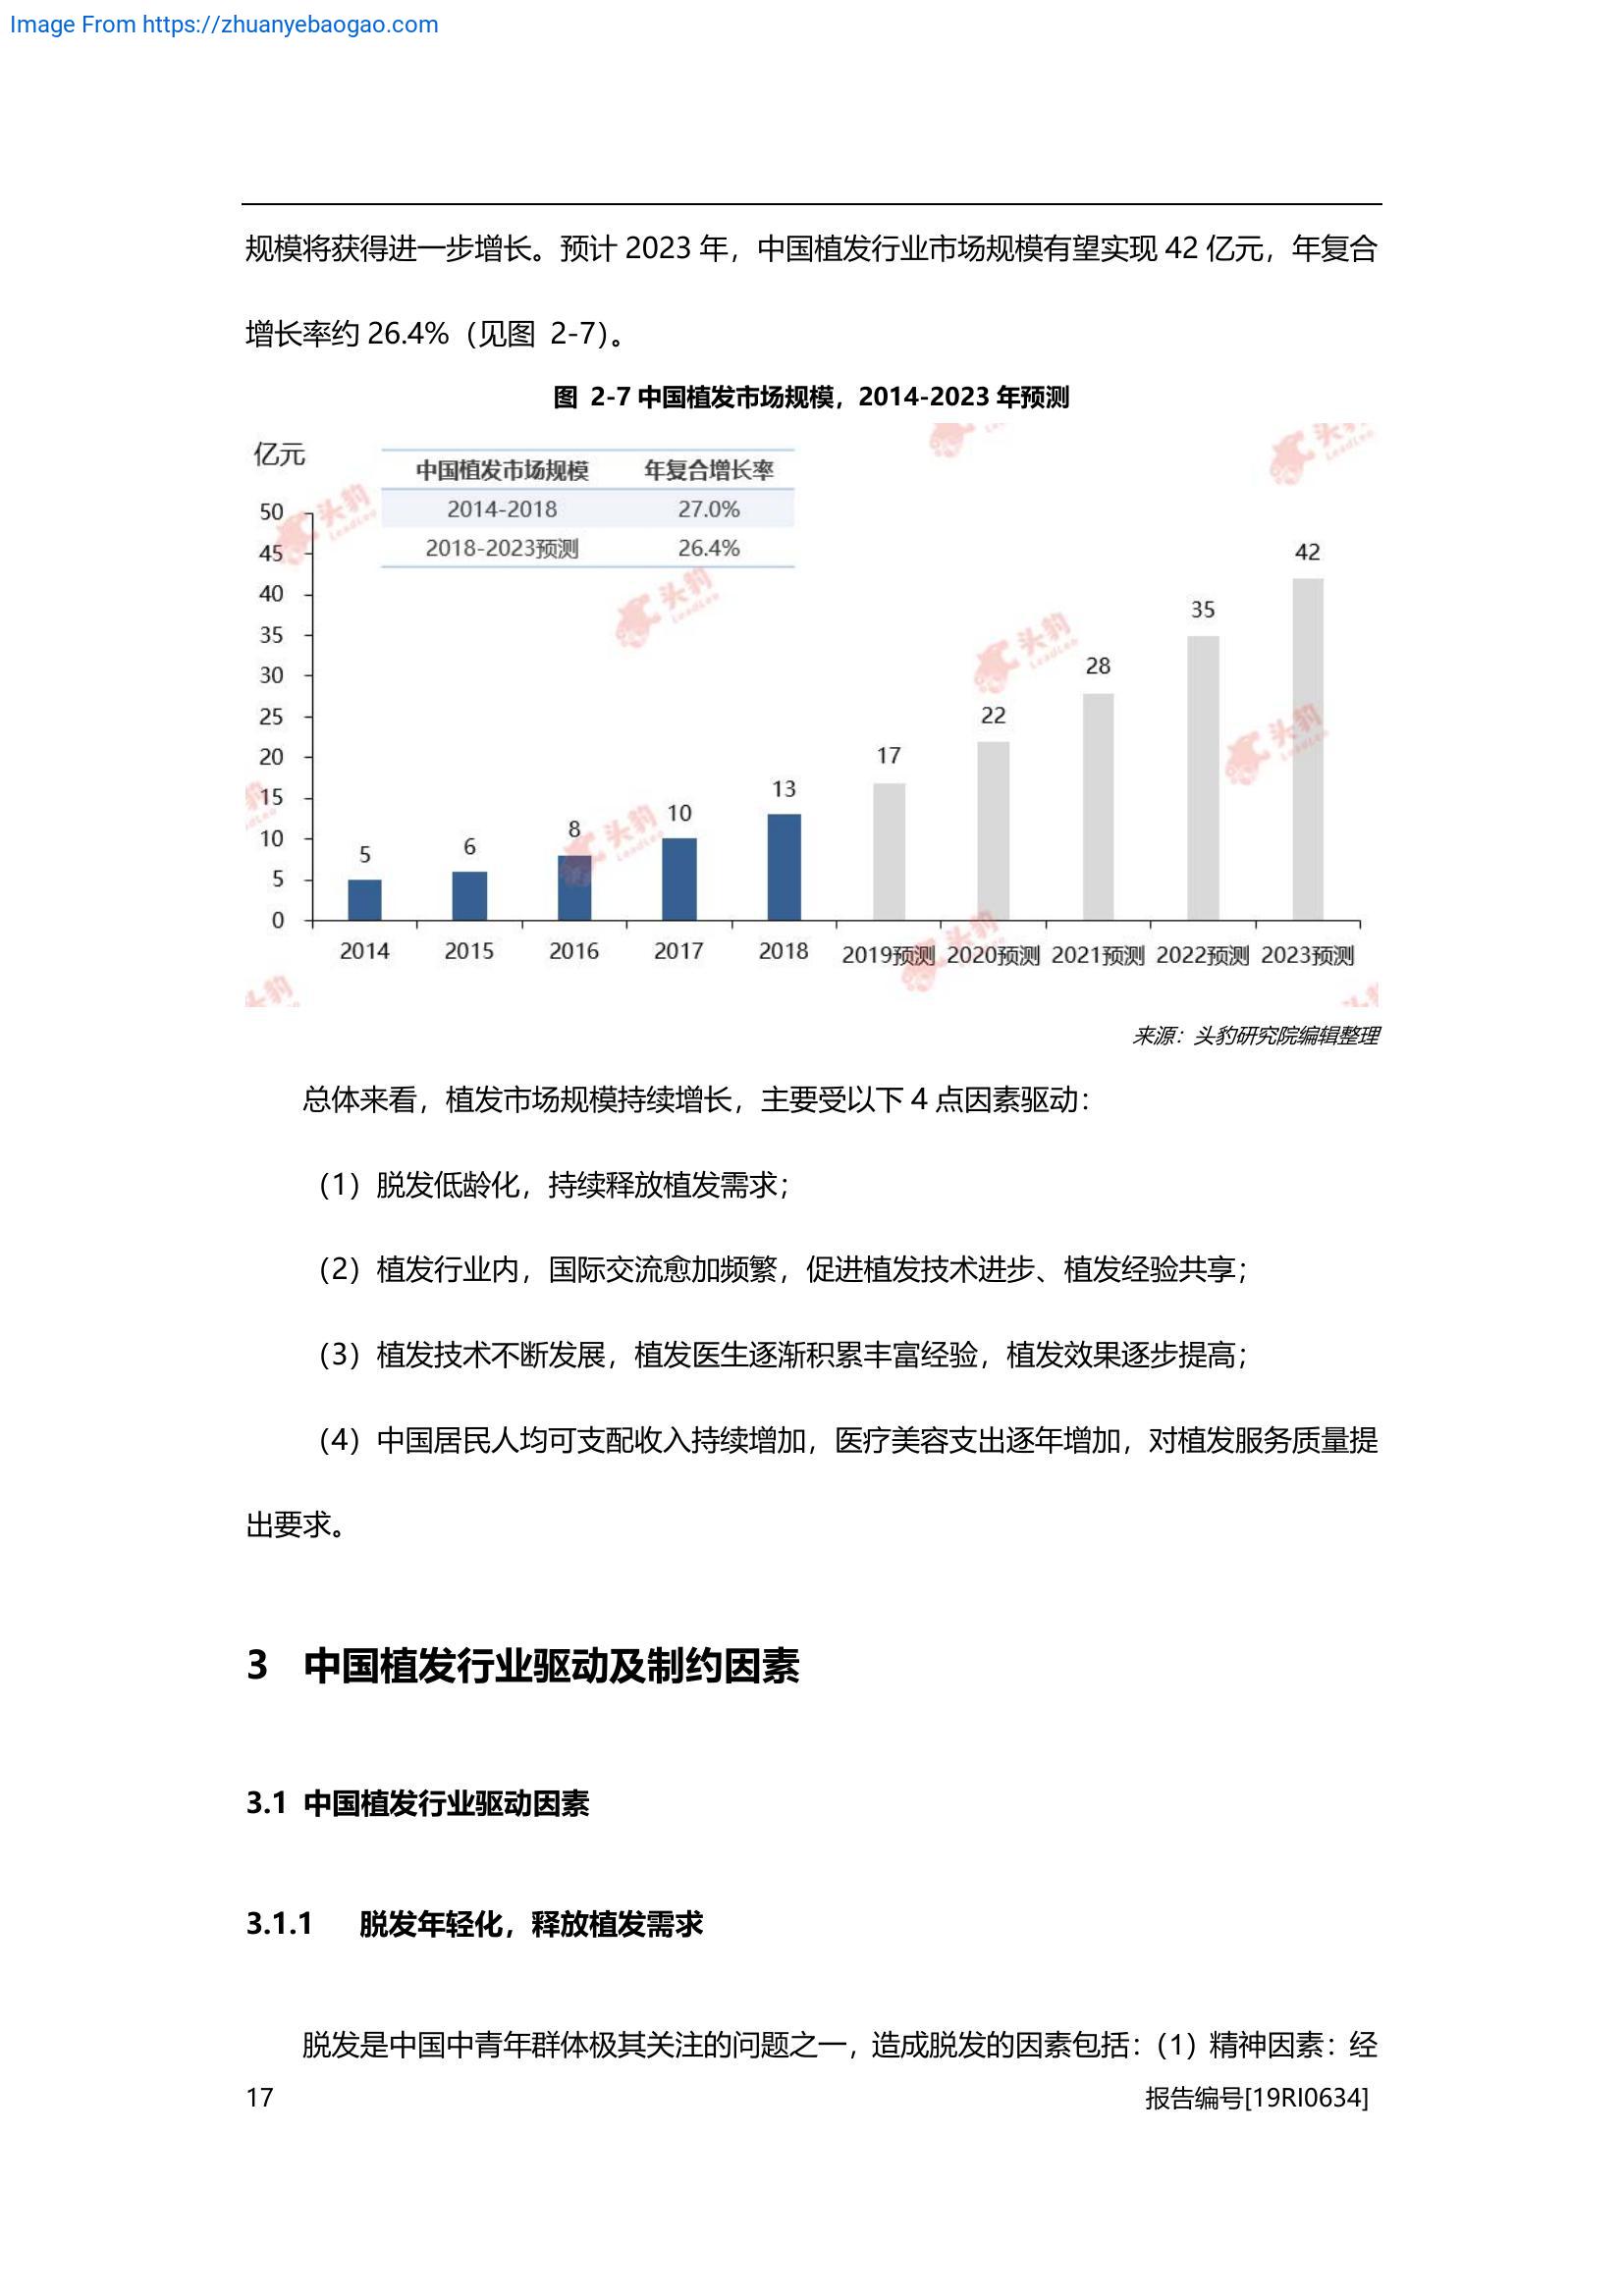 Image From https://zhuanyebaogao.com
规模将获得进一步增长。预计 2023 年，中国植发行业市场规模有望实现 42 亿元，年复合
增长率约 26.4%（见图 2-7）。
图 2-7 中国植发市场规模，2014-2023 年预测
亿元
中国植发市场规模 年复合增长率
2014-2018 27.0%
2018-2023预测 26.4%
50
45
40
35
30
25
20
15
10
5
0
5 6 8 10 13 17 22 28 35 42
2014 2015 2016 2017 2018 2019预测 2020预测 2021预测 2022预测 2023预测
头豹
LeadLeo
来源：头豹研究院编辑整理
总体来看，植发市场规模持续增长，主要受以下 4 点因素驱动：
（1）脱发低龄化，持续释放植发需求；
（2）植发行业内，国际交流愈加频繁，促进植发技术进步、植发经验共享；
（3）植发技术不断发展，植发医生逐渐积累丰富经验，植发效果逐步提高；
（4）中国居民人均可支配收入持续增加，医疗美容支出逐年增加，对植发服务质量提
出要求。
3 中国植发行业驱动及制约因素
3.1 中国植发行业驱动因素
3.1.1 脱发年轻化，释放植发需求
脱发是中国中青年群体极其关注的问题之一，造成脱发的因素包括：（1）精神因素：经
17 报告编号[19RI0634]